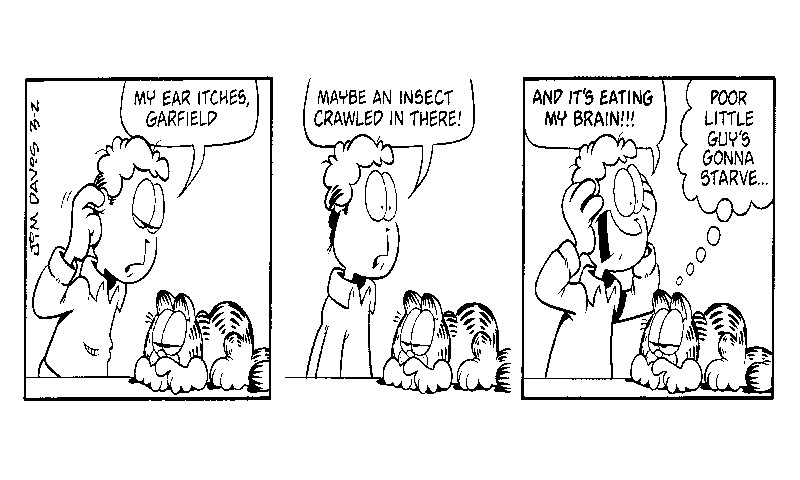 JIM DAVIS 3-2
MY EAR ITCHES,
GARFIELD
MAYBE AN INSECT
CRAWLED IN THERE!
AND IT'S EATING
MY BRAIN!!!
POOR
LITTLE
GUY'S
GONNA
STARVE...